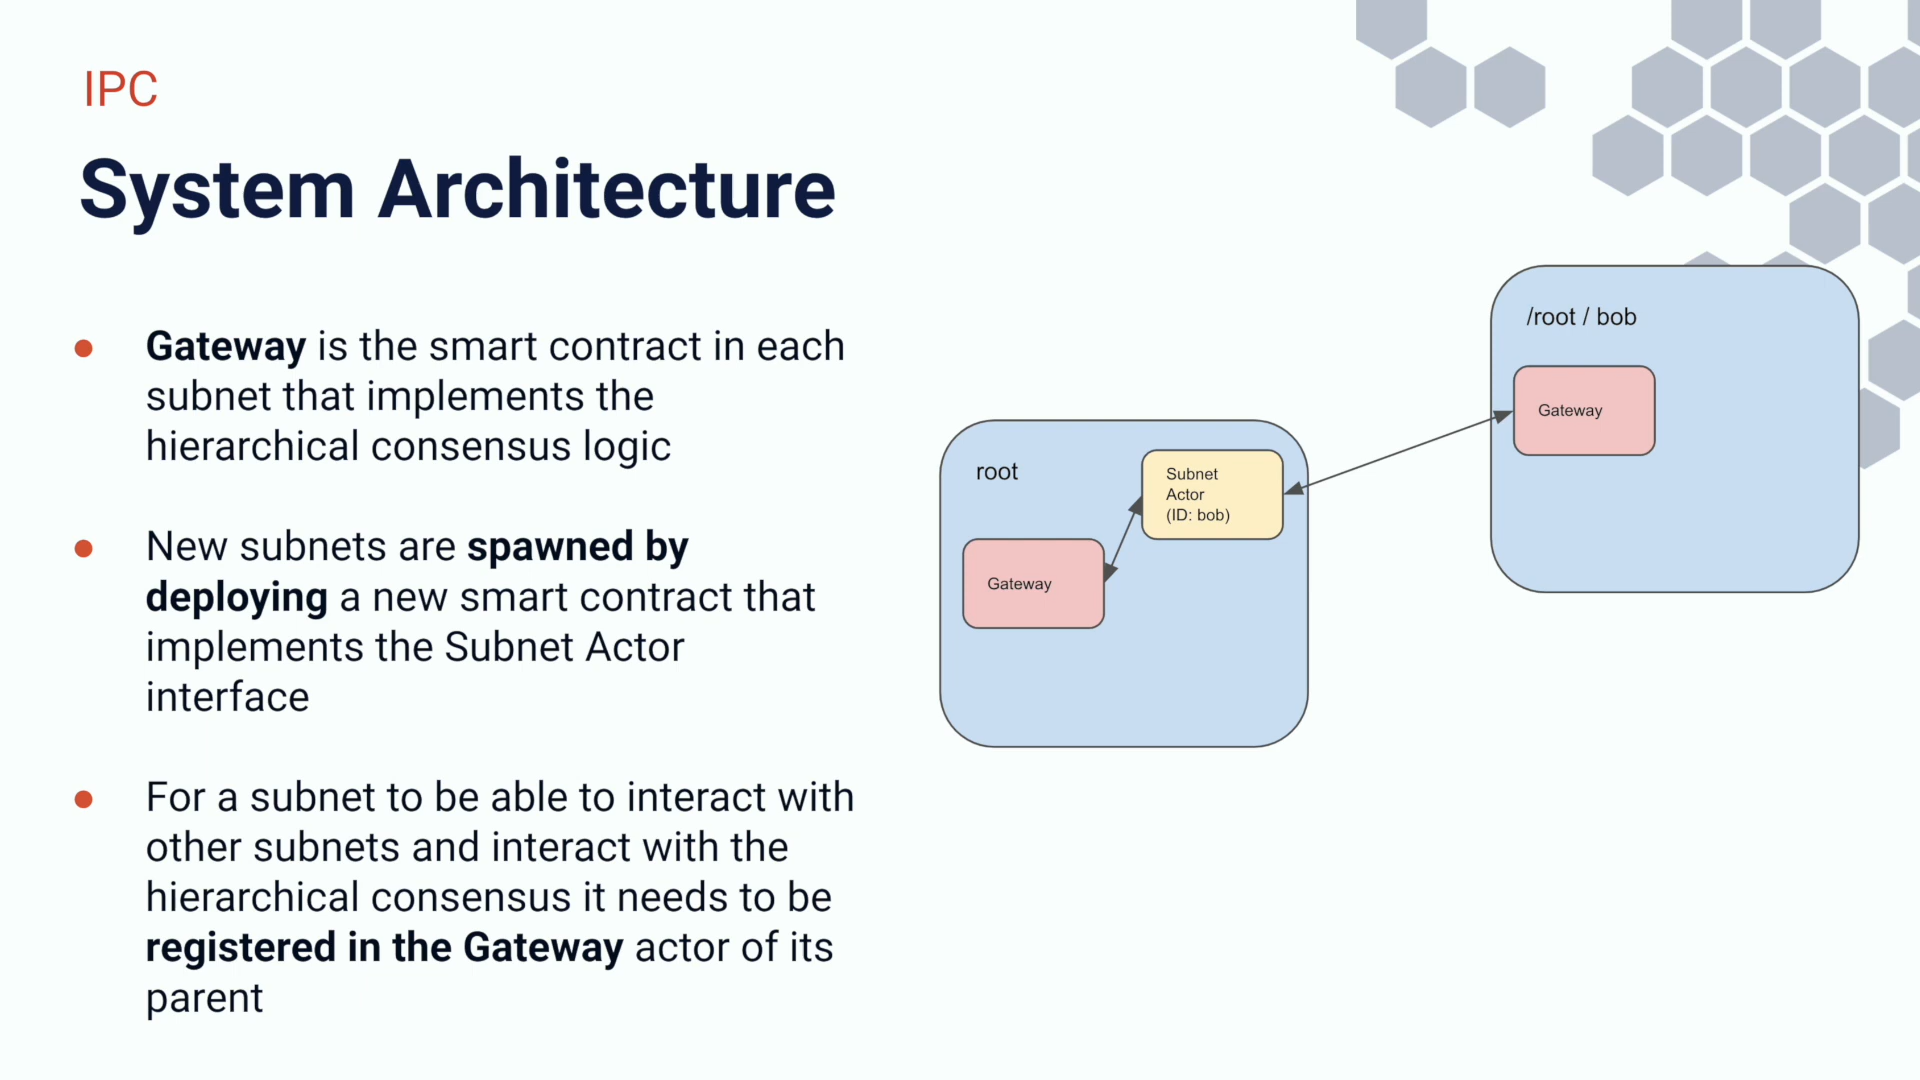 IPC
System Architecture
Gateway is the smart contract in each
subnet that implements the
hierarchical consensus logic
New subnets are spawned by
deploying a new smart contract that
implements the Subnet Actor
interface
For a subnet to be able to interact with
other subnets and interact with the
hierarchical consensus it needs to be
registered in the Gateway actor of its
parent
root
Subnet
Actor
(ID: bob)
Gateway
/root / bob
Gateway